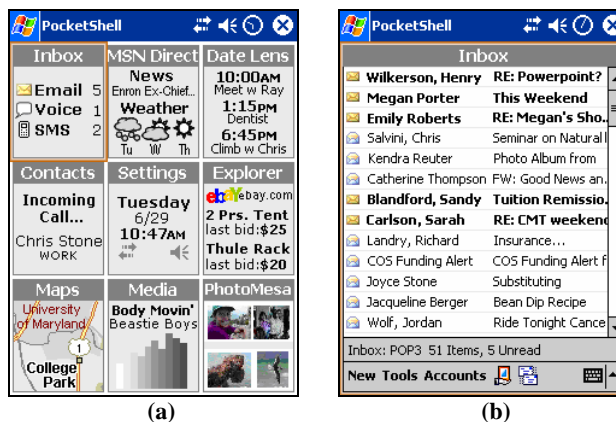 PocketShell
Inbox MSN Direct Date Lens
Email 5
Voice 1
SMS 2
News
Enron Ex-Chief...
Weather
Tu W Th
10:00AM
Meet w Ray
1:15PM
Dentist
6:45PM
Climb w Chris
Contacts Settings Explorer
Incoming
Call...
Chris Stone
WORK
Tuesday
6/29
10:47AM
ebay ebay.com
2 Prs. Tent
last bid:$25
Thule Rack
last bid:$20
Maps Media PhotoMesa
University
of Maryland
1
College
Park
Body Movin'
Beastie Boys
(a)
PocketShell
Inbox
Wilkerson, Henry RE: Powerpoint?
Megan Porter This Weekend
Emily Roberts RE: Megan's Sho..
Salvini, Chris Seminar on Natural
Kendra Reuter Photo Album from
Catherine Thompson FW: Good News an.
Blandford, Sandy Tuition Remissio.
Carlson, Sarah RE: CMT weekend
Landry, Richard Insurance...
COS Funding Alert COS Funding Alert f
Joyce Stone Substituting
Jacqueline Berger Bean Dip Recipe
Wolf, Jordan Ride Tonight Cance
Inbox: POP3 51 Items, 5 Unread
New Tools Accounts
(b)